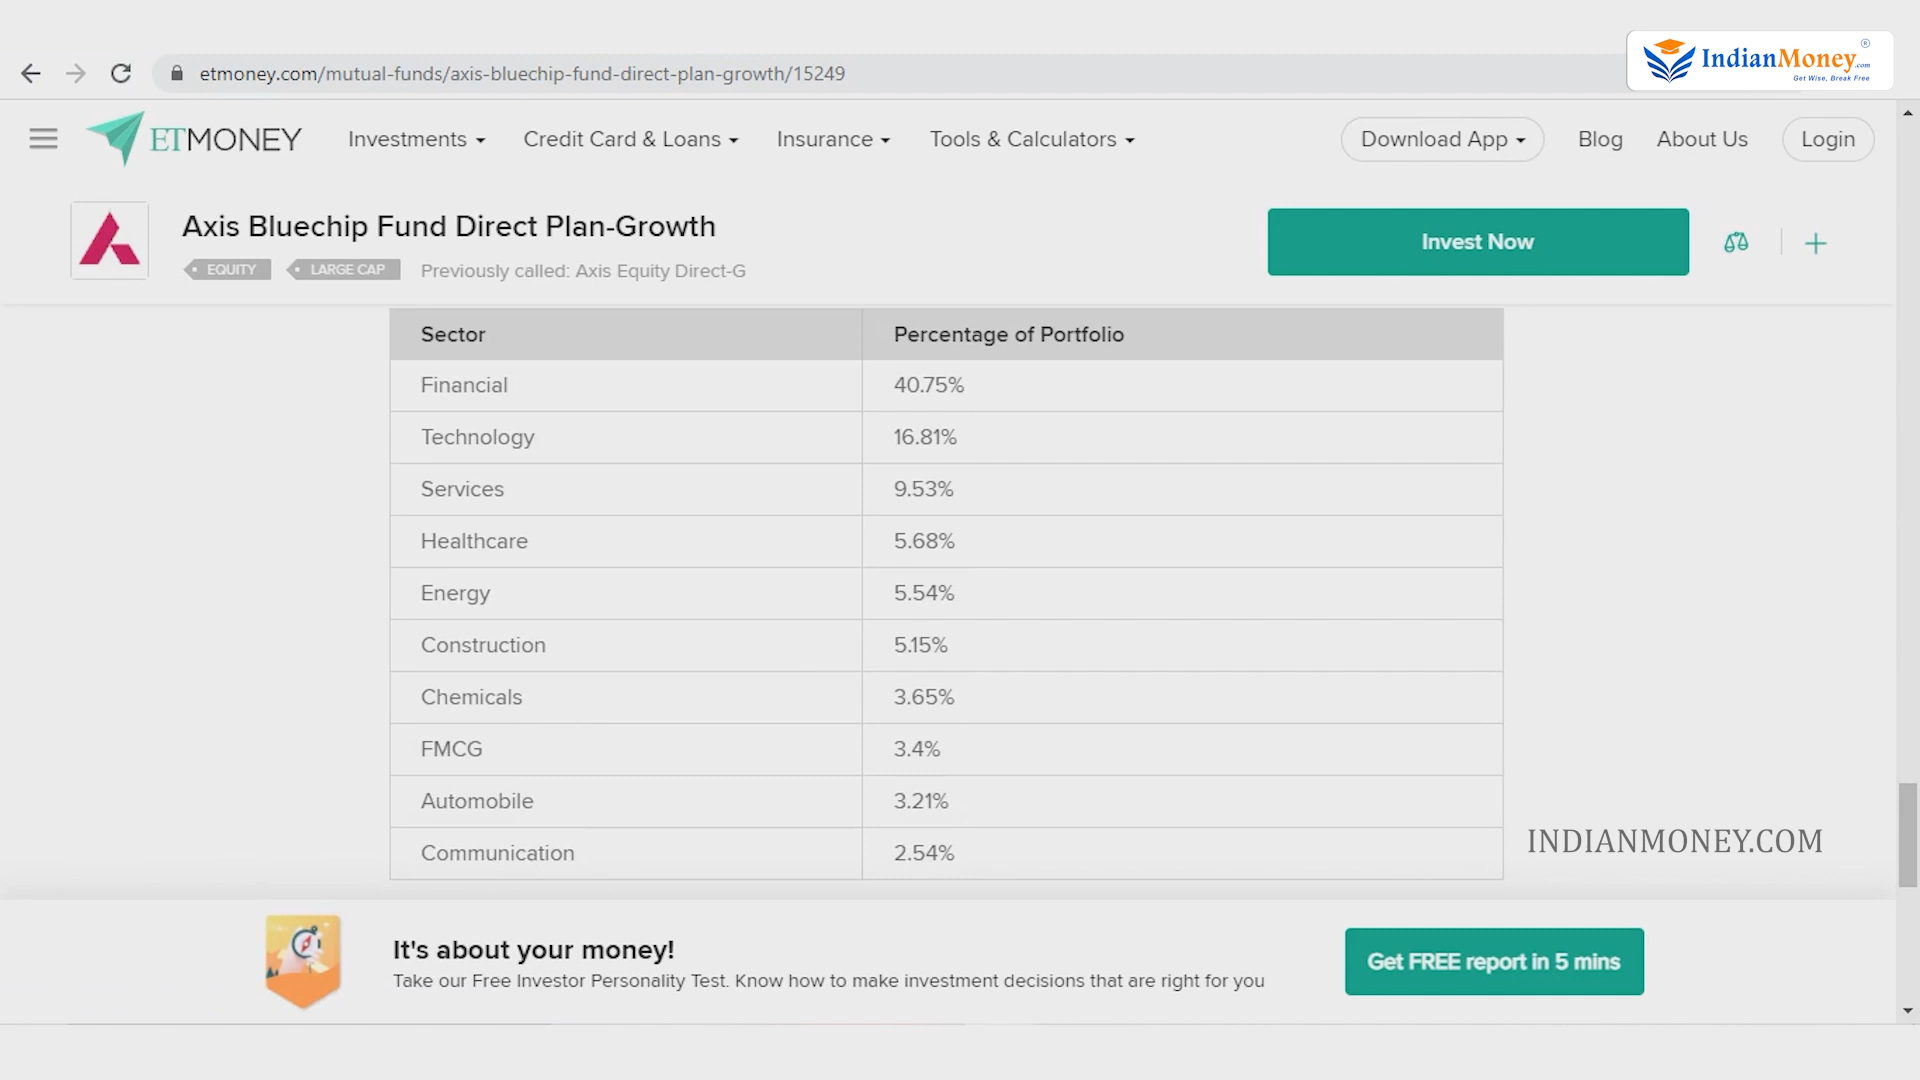 etmoney.com/mutual-funds/axis-bluechip-fund-direct-plan-growth/15249
IndianMoney.com®
Get Wise, Break Free
ETMONEY Investments Credit Card & Loans Insurance Tools & Calculators Download App Blog About Us Login
Axis Bluechip Fund Direct Plan-Growth
EQUITY LARGE CAP Previously called: Axis Equity Direct-G
Invest Now
Sector Percentage of Portfolio
Financial 40.75%
Technology 16.81%
Services 9.53%
Healthcare 5.68%
Energy 5.54%
Construction 5.15%
Chemicals 3.65%
FMCG 3.4%
Automobile 3.21%
Communication 2.54%
INDIANMONEY.COM
It's about your money!
Take our Free Investor Personality Test. Know how to make investment decisions that are right for you
Get FREE report in 5 mins